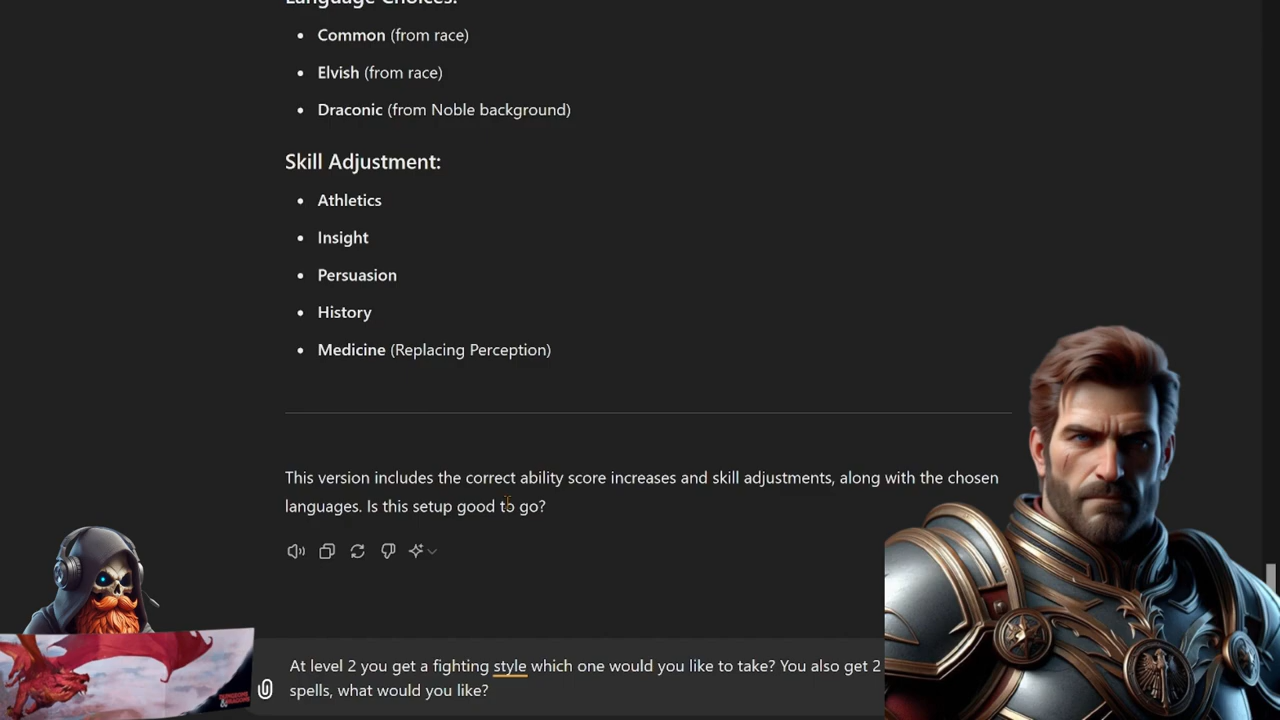 Language Choices:
Common (from race)
Elvish (from race)
Draconic (from Noble background)
Skill Adjustment:
Athletics
Insight
Persuasion
History
Medicine (Replacing Perception)
This version includes the correct ability score increases and skill adjustments, along with the chosen
languages. Is this setup good to go?
At level 2 you get a fighting style which one would you like to take? You also get 2
spells, what would you like?